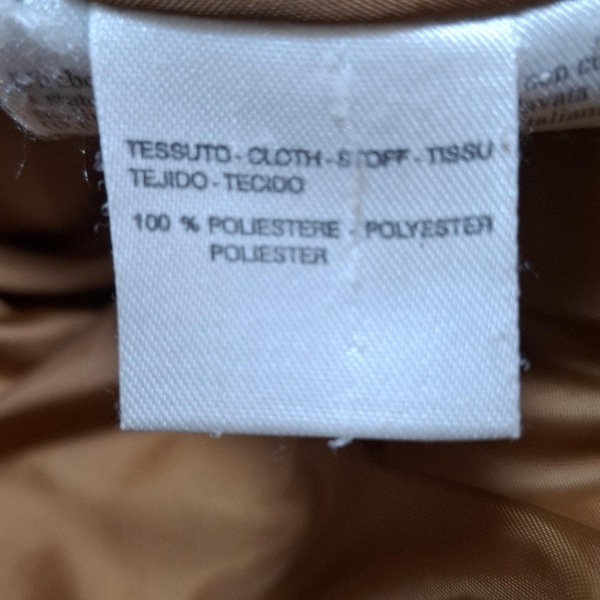 TESSUTO - CLOTH - STOFF - TISSU
TEJIDO - TECIDO
100 % POLIESTERE - POLYESTER
POLIESTER